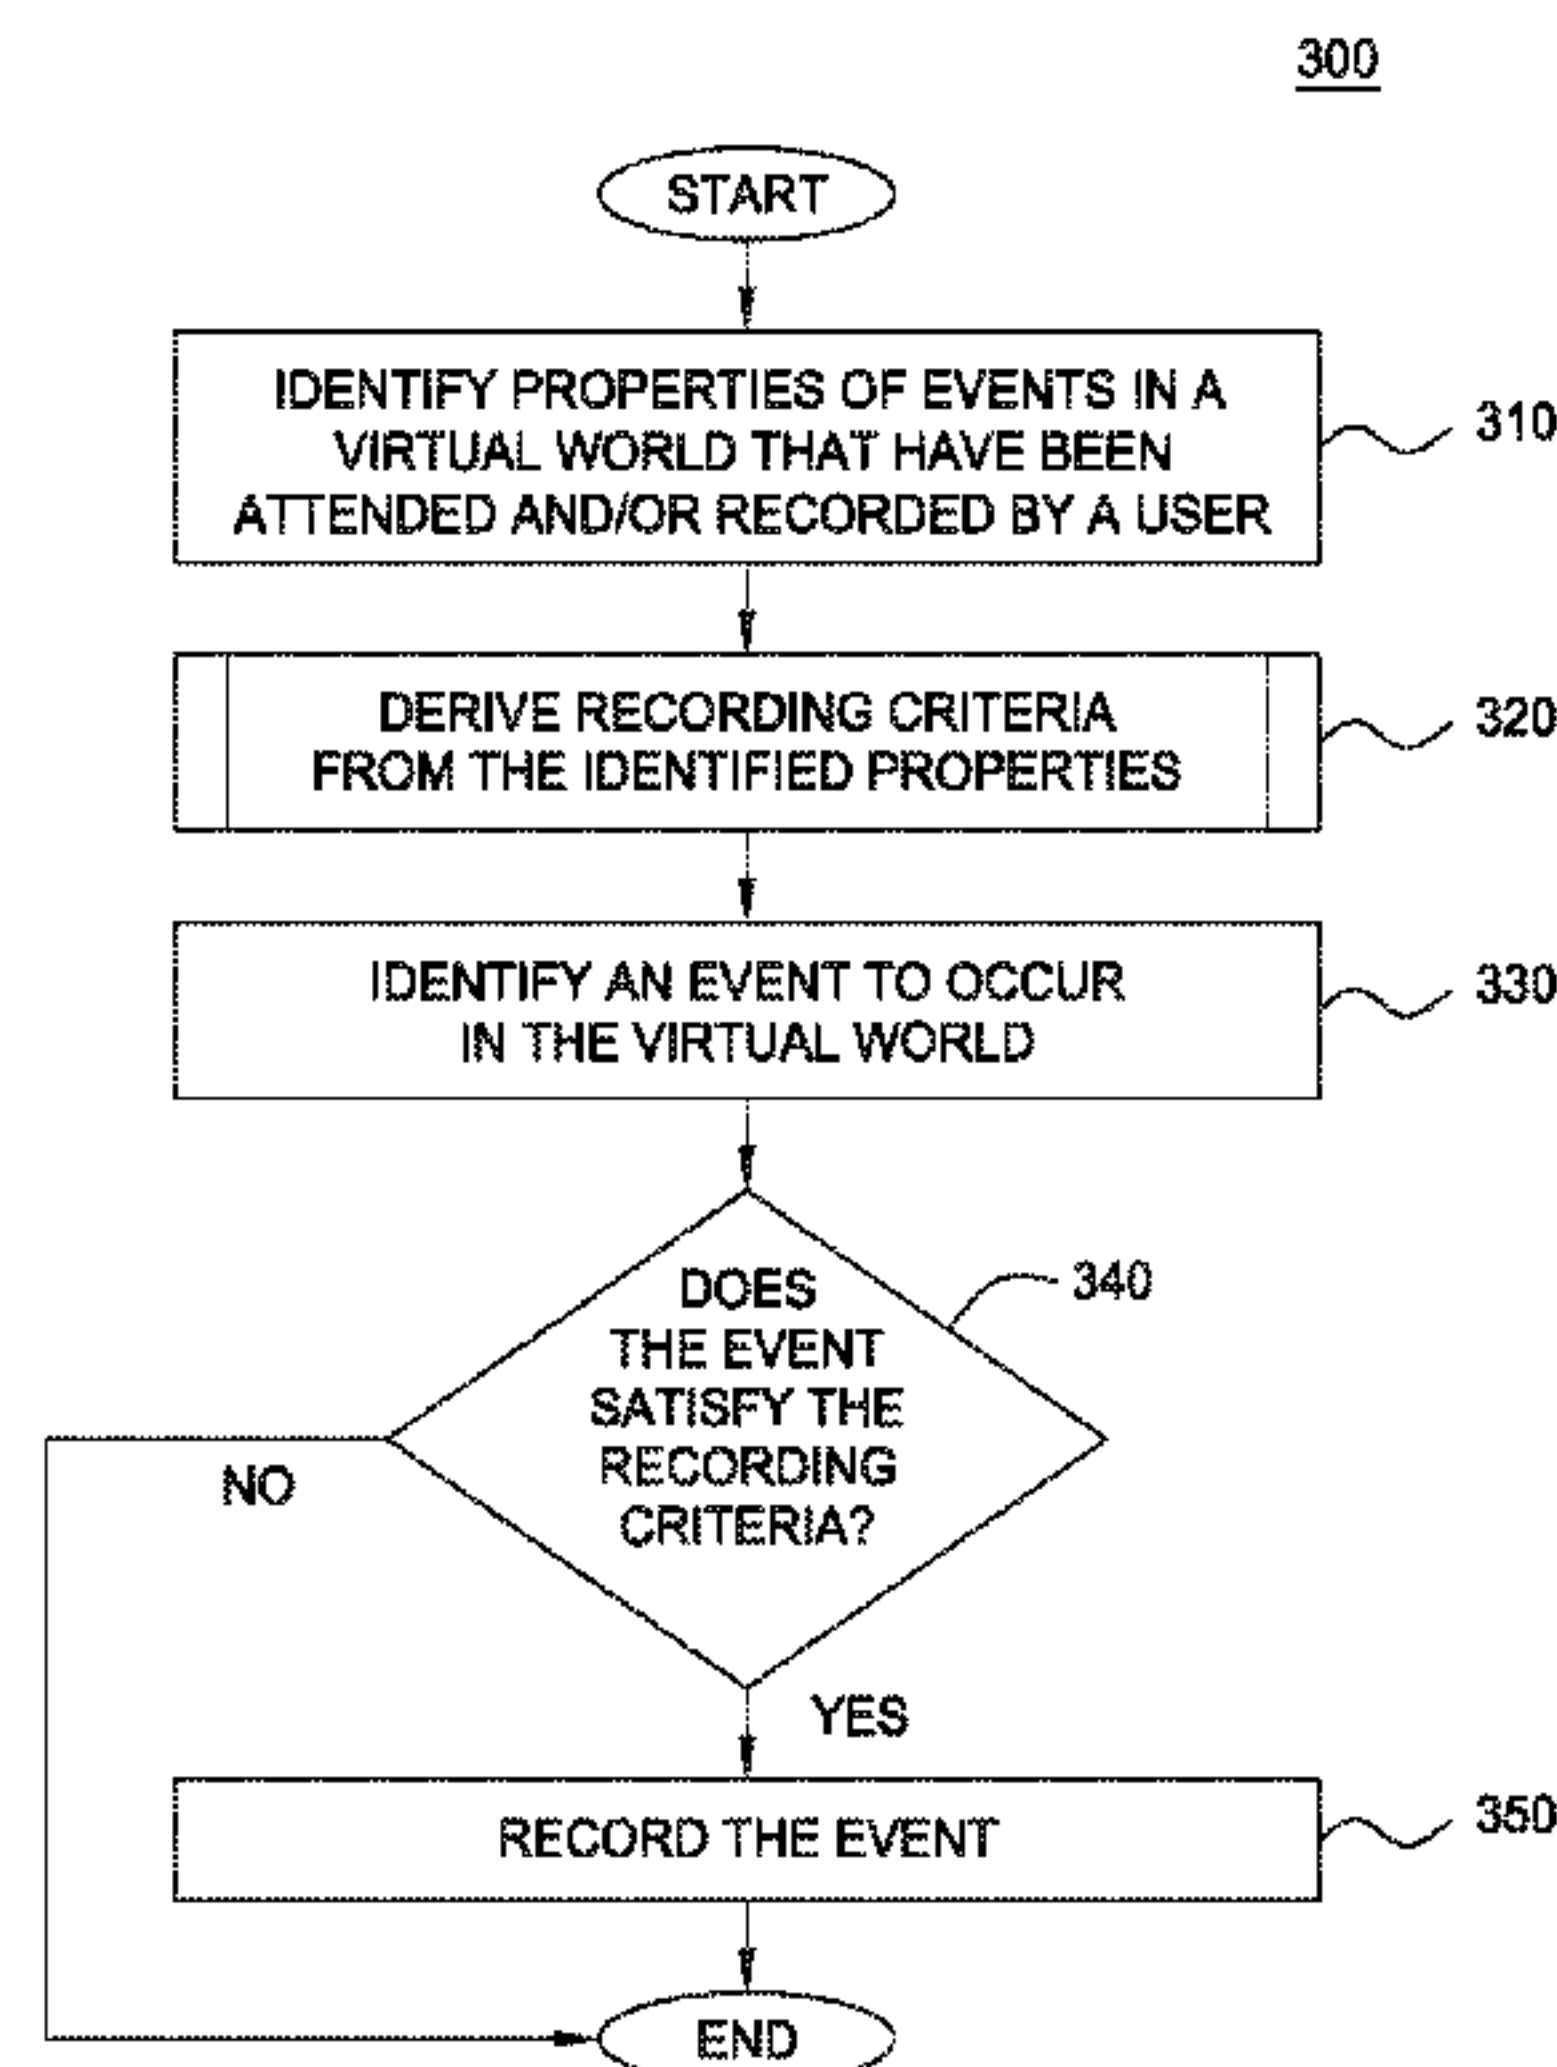 300
START
IDENTIFY PROPERTIES OF EVENTS IN A
VIRTUAL WORLD THAT HAVE BEEN
ATTENDED AND/OR RECORDED BY A USER
310
DERIVE RECORDING CRITERIA
FROM THE IDENTIFIED PROPERTIES
320
IDENTIFY AN EVENT TO OCCUR
IN THE VIRTUAL WORLD
330
DOES
THE EVENT
SATISFY THE
RECORDING
CRITERIA?
340
NO
YES
RECORD THE EVENT
350
END